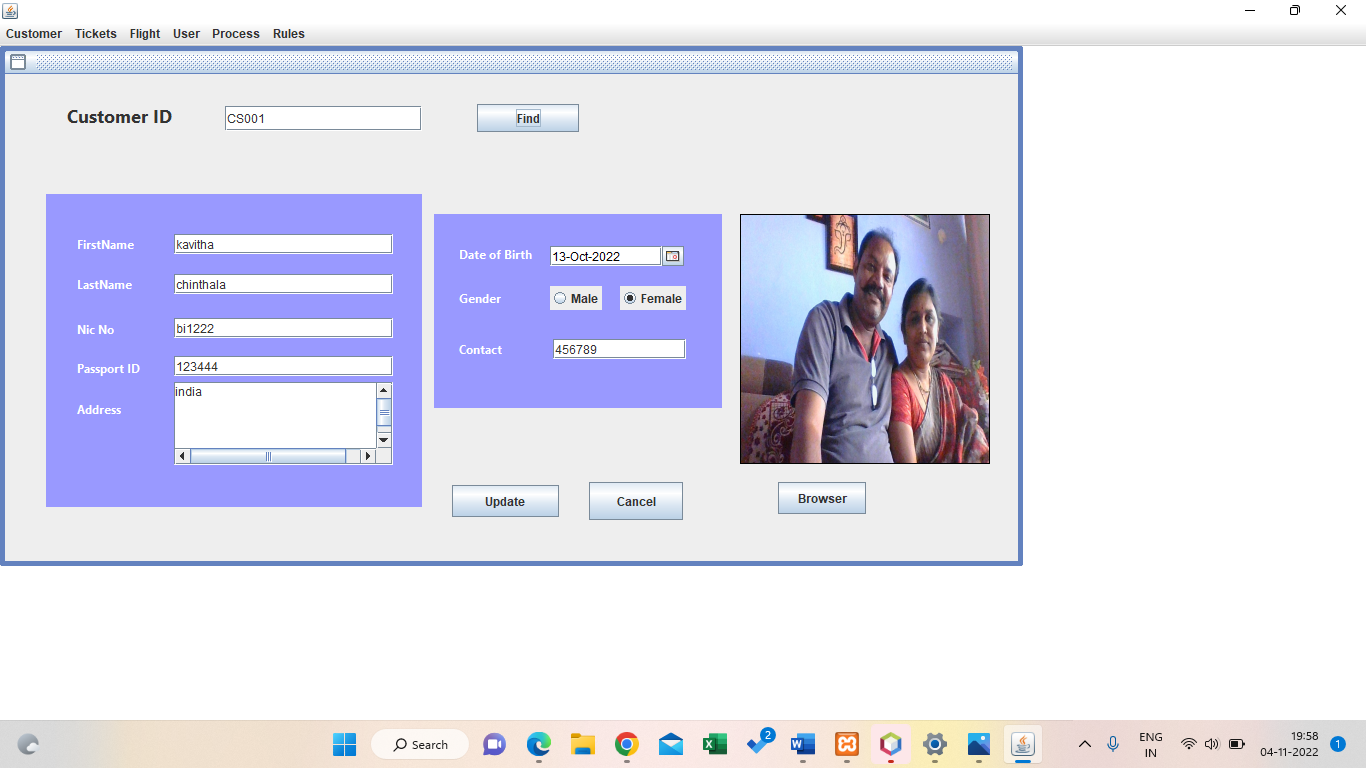 Customer Tickets Flight User Process Rules
Customer ID CS001 Find
FirstName kavitha
LastName chinthala
Nic No bi1222
Passport ID 123444
Address india
Date of Birth 13-Oct-2022
Gender Male Female
Contact 456789
Update Cancel Browser
Search 2 ENG IN 19:58 04-11-2022 1